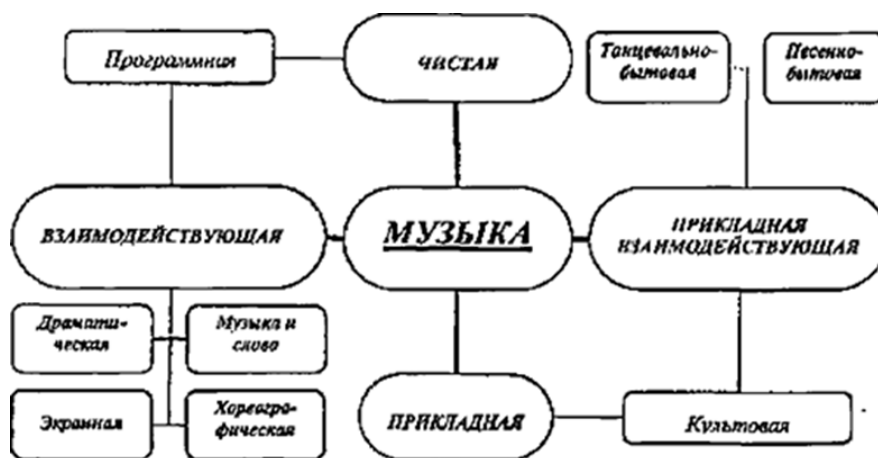 Программная
ЧИСТАЯ
Танцевально-
бытовая
Песенно-
бытовая
ВЗАИМОДЕЙСТВУЮЩАЯ
МУЗЫКА
ПРИКЛАДНАЯ
ВЗАИМОДЕЙСТВУЮЩАЯ
Драмати-
ческая
Музыка и
слово
Экранная
Хореогра-
фическая
ПРИКЛАДНАЯ
Культовая